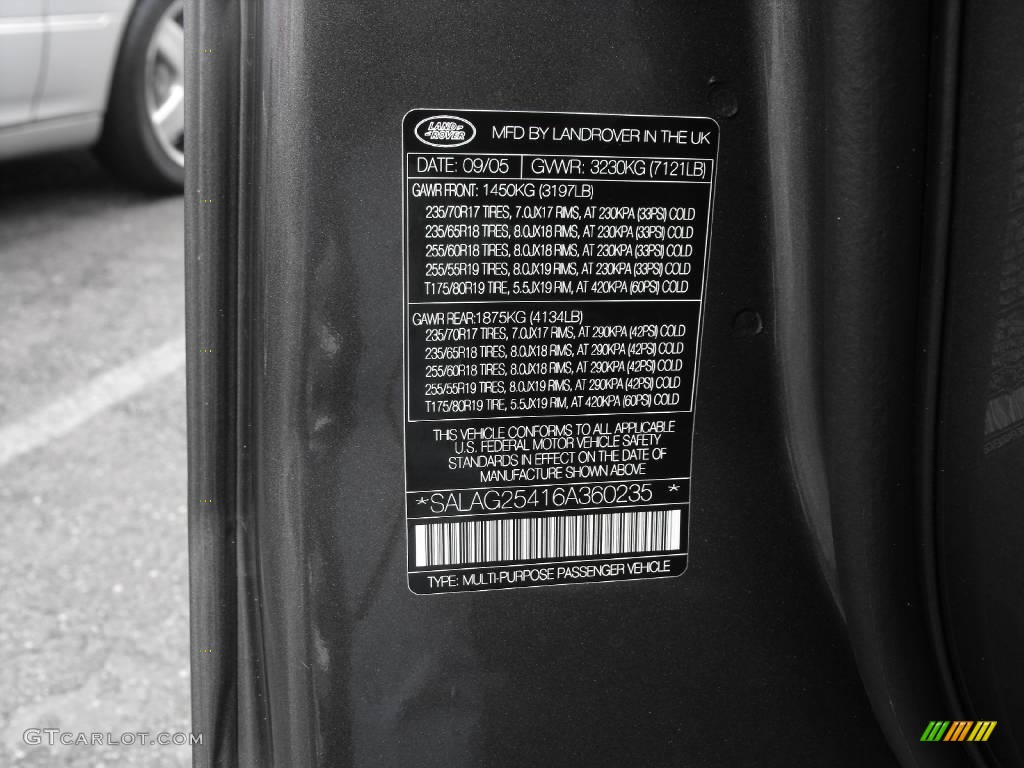 LAND
ROVER
MFD BY LANDROVER IN THE UK
DATE: 09/05 GVWR: 3230KG (7121LB)
GAWR FRONT: 1450KG (3197LB)
235/70R17 TIRES, 7.0JX17 RIMS, AT 230KPA (33PSI) COLD
235/65R18 TIRES, 8.0JX18 RIMS, AT 230KPA (33PSI) COLD
255/60R18 TIRES, 8.0JX18 RIMS, AT 230KPA (33PSI) COLD
255/55R19 TIRES, 8.0JX19 RIMS, AT 230KPA (33PSI) COLD
T175/80R19 TIRE, 5.5JX19 RIM, AT 420KPA (60PSI) COLD
GAWR REAR:1875KG (4134LB)
235/70R17 TIRES, 7.0JX17 RIMS, AT 290KPA (42PSI) COLD
235/65R18 TIRES, 8.0JX18 RIMS, AT 290KPA (42PSI) COLD
255/60R18 TIRES, 8.0JX18 RIMS, AT 290KPA (42PSI) COLD
255/55R19 TIRES, 8.0JX19 RIMS, AT 290KPA (42PSI) COLD
T175/80R19 TIRE, 5.5JX19 RIM, AT 420KPA (60PSI) COLD
THIS VEHICLE CONFORMS TO ALL APPLICABLE
U.S. FEDERAL MOTOR VEHICLE SAFETY
STANDARDS IN EFFECT ON THE DATE OF
MANUFACTURE SHOWN ABOVE
*SALAG25416A360235 *
TYPE: MULTI-PURPOSE PASSENGER VEHICLE
GTCARLOT.COM